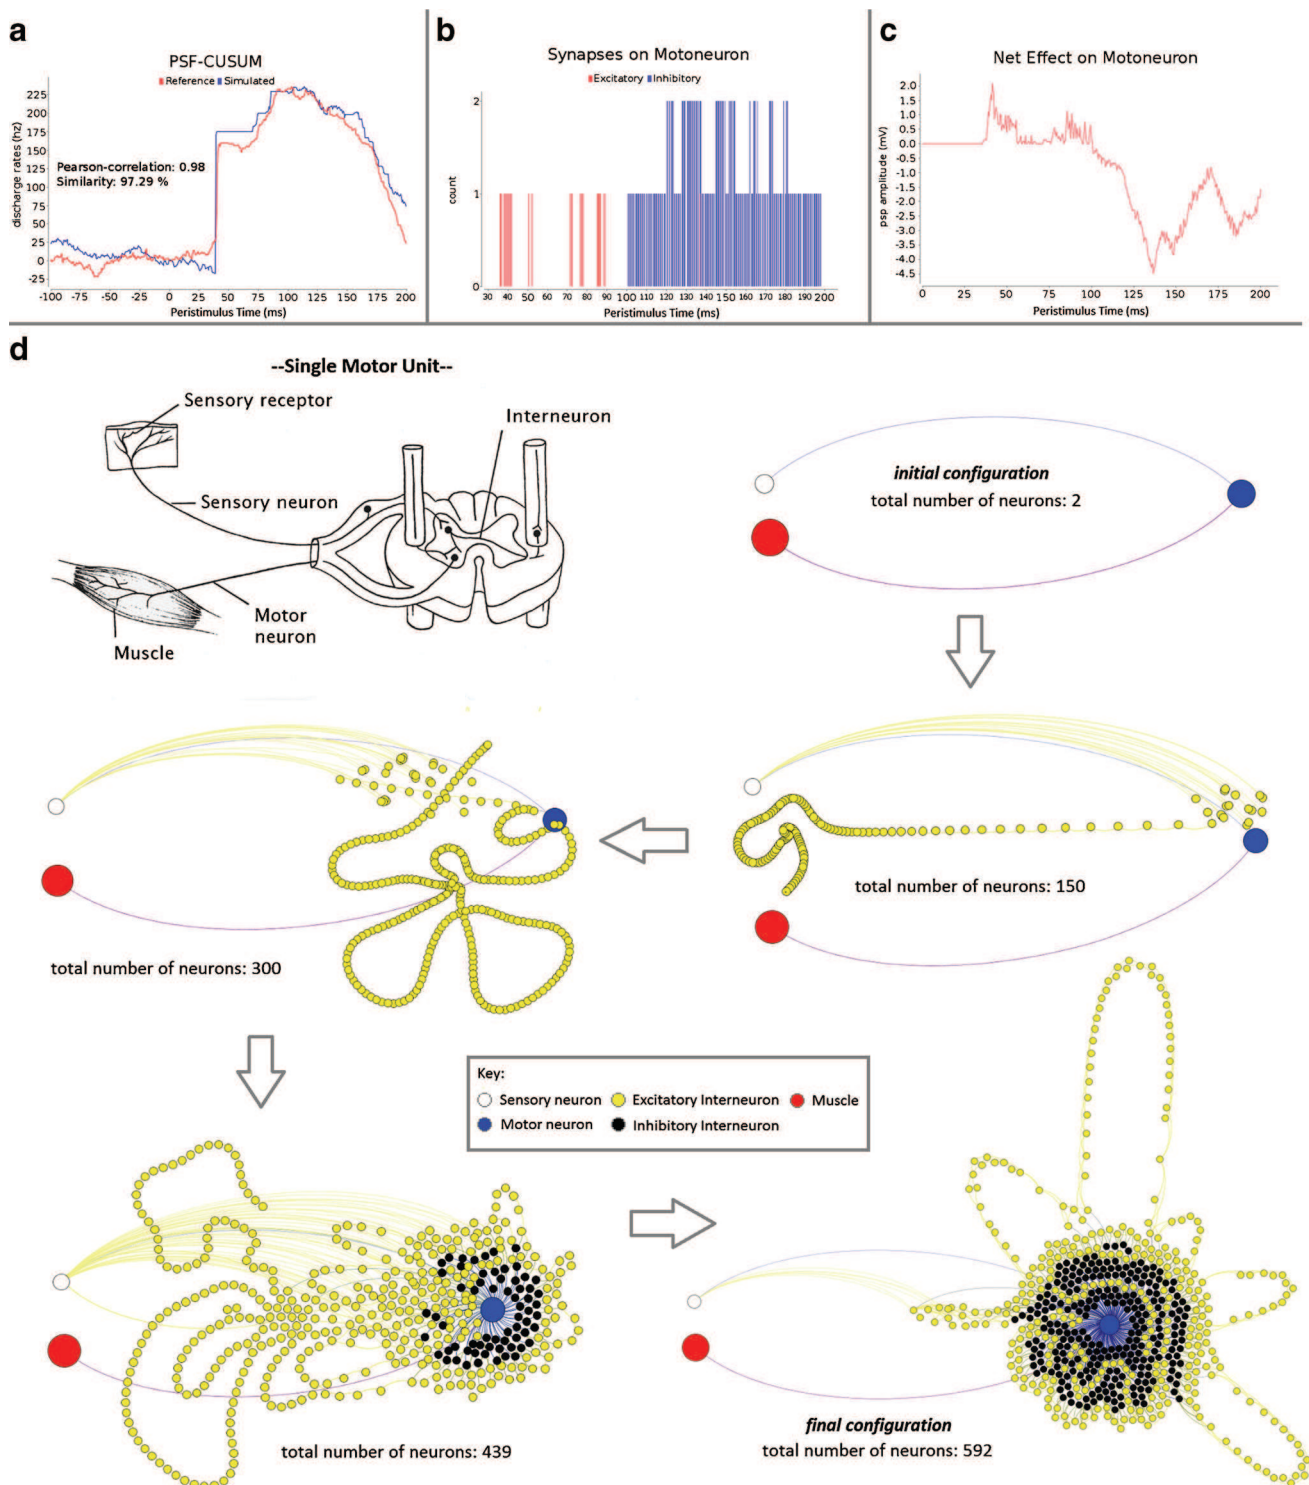 a
PSF-CUSUM
Reference Simulated
225
200
175
150
125
100
75
50
25
0
-25
discharge rates (hz)
Pearson-correlation: 0.98
Similarity: 97.29 %
-100 -75 -50 -25 0 25 50 75 100 125 150 175 200
Peristimulus Time (ms)
b
Synapses on Motoneuron
Excitatory Inhibitory
2
1
0
count
30 40 50 60 70 80 90 100 110 120 130 140 150 160 170 180 190 200
Peristimulus Time (ms)
c
Net Effect on Motoneuron
2.0
1.5
1.0
0.5
0.0
-0.5
-1.5
-2.0
-2.5
-3.0
-3.5
-4.0
-4.5
psp amplitude (mV)
0 25 50 75 100 125 150 175 200
Peristimulus Time (ms)
d
--Single Motor Unit--
Sensory receptor
Interneuron
Sensory neuron
Motor
neuron
Muscle
initial configuration
total number of neurons: 2
total number of neurons: 150
total number of neurons: 300
Key:
Sensory neuron Excitatory Interneuron Muscle
Motor neuron Inhibitory Interneuron
total number of neurons: 439
final configuration
total number of neurons: 592